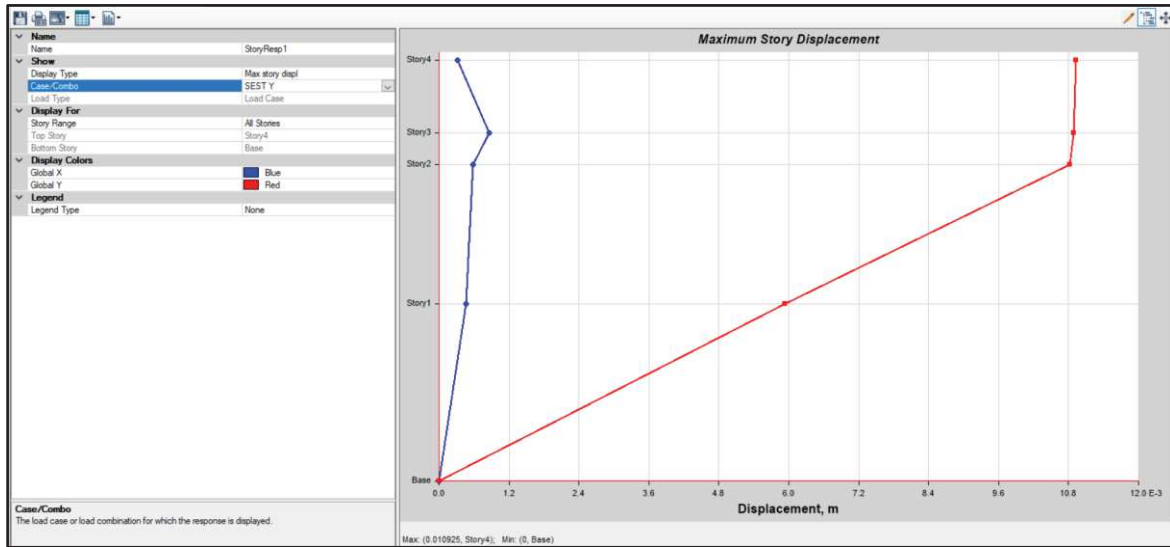 Name
Name StoryResp1
Show
Display Type Max story displ
Case/Combo SEST Y
Load Type Load Case
Display For
Story Range All Stories
Top Story Story4
Bottom Story Base
Display Colors
Global X Blue
Global Y Red
Legend
Legend Type None
Case/Combo
The load case or load combination for which the response is displayed.
Maximum Story Displacement
Story4
Story3
Story2
Story1
Base
0.0 1.2 2.4 3.6 4.8 6.0 7.2 8.4 9.6 10.8 12.0 E-3
Displacement, m
Max: (0.010925, Story4); Min: (0, Base)